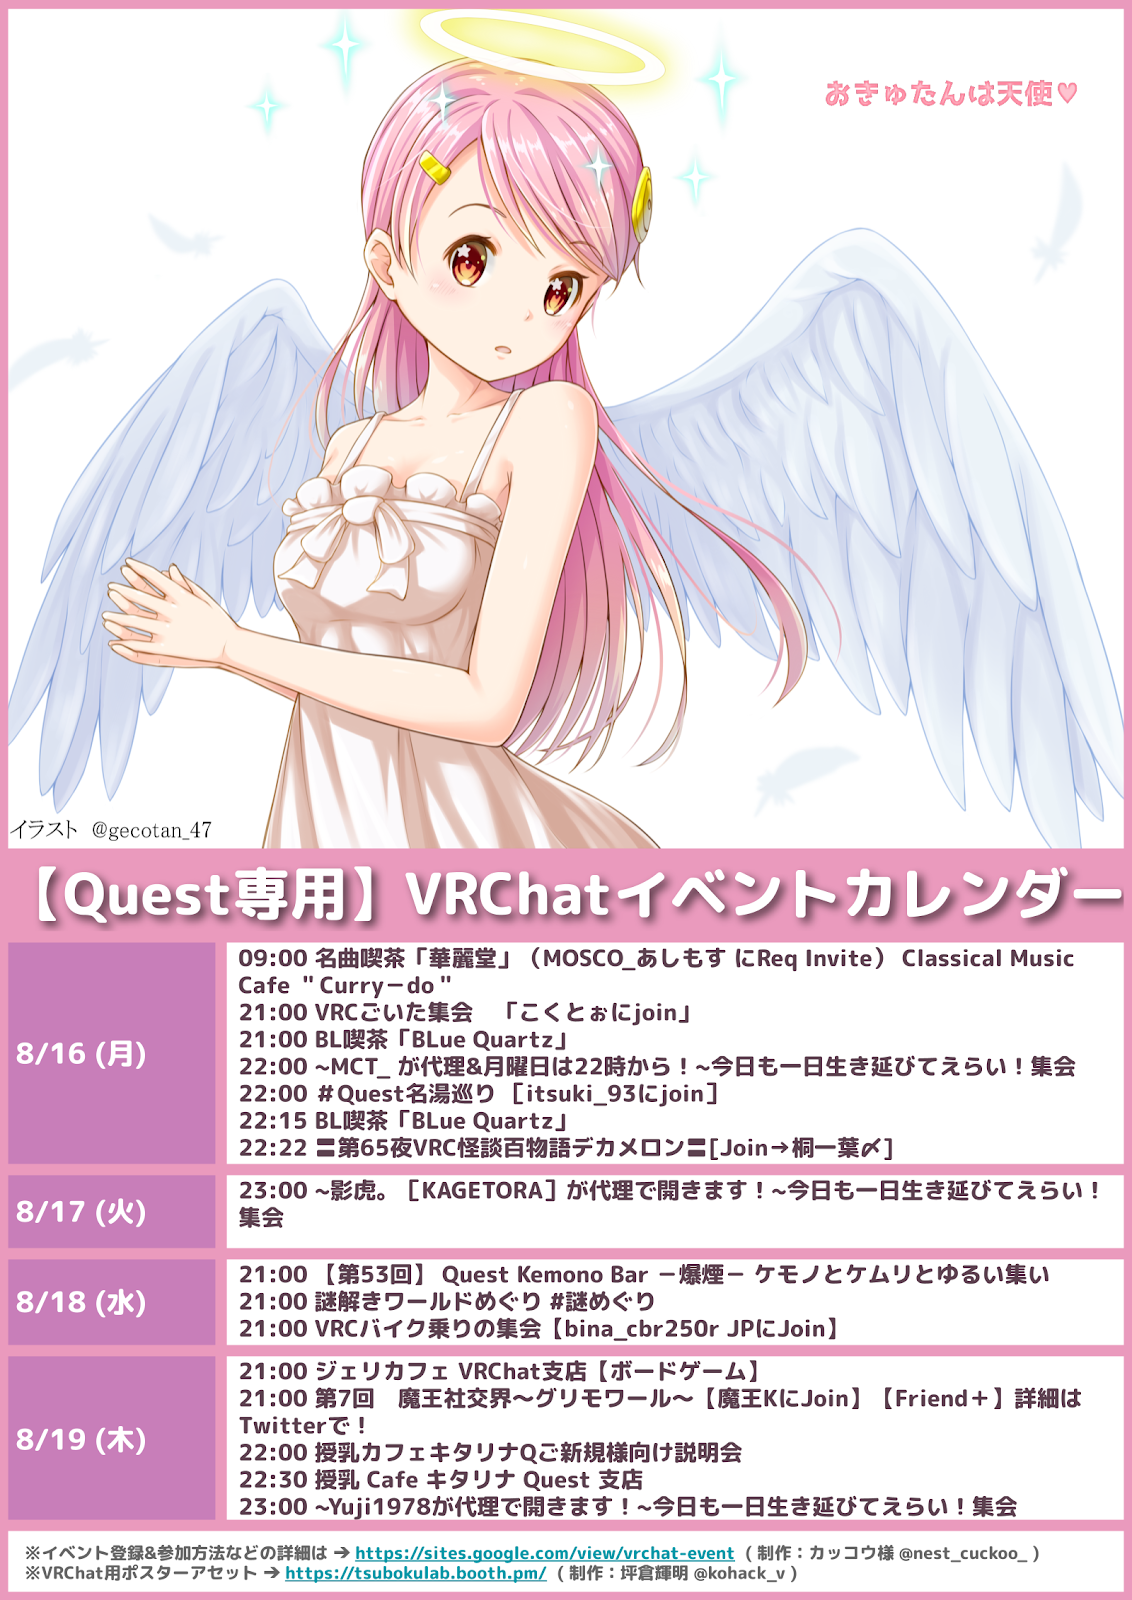 おきゅたんは天使♥
イラスト @gecotan_47
【Quest専用】VRChatイベントカレンダー
8/16 (月)
09:00 名曲喫茶「華麗堂」（MOSCO_あしもす にReq Invite） Classical Music
Cafe ＂Curry－do＂
21:00 VRCごいた集会　「こくとぉにjoin」
21:00 BL喫茶「BLue Quartz」
22:00 ~MCT_ が代理&月曜日は22時から！~今日も一日生き延びてえらい！集会
22:00 ＃Quest名湯巡り ［itsuki_93にjoin］
22:15 BL喫茶「BLue Quartz」
22:22 〓第65夜VRC怪談百物語デカメロン〓[Join→桐一葉〆]
8/17 (火)
23:00 ~影虎。［KAGETORA］が代理で開きます！~今日も一日生き延びてえらい！
集会
8/18 (水)
21:00 【第53回】 Quest Kemono Bar －爆煙－ ケモノとケムリとゆるい集い
21:00 謎解きワールドめぐり #謎めぐり
21:00 VRCバイク乗りの集会【bina_cbr250r JPにJoin】
8/19 (木)
21:00 ジェリカフェ VRChat支店【ボードゲーム】
21:00 第7回　魔王社交界～グリモワール～【魔王KにJoin】【Friend＋】詳細は
Twitterで！
22:00 授乳カフェキタリナQご新規様向け説明会
22:30 授乳 Cafe キタリナ Quest 支店
23:00 ~Yuji1978が代理で開きます！~今日も一日生き延びてえらい！集会
※イベント登録&参加方法などの詳細は → https://sites.google.com/view/vrchat-event （制作：カッコウ様 @nest_cuckoo_）
※VRChat用ポスターアセット → https://tsubokulab.booth.pm/ （制作：坪倉輝明 @kohack_v）